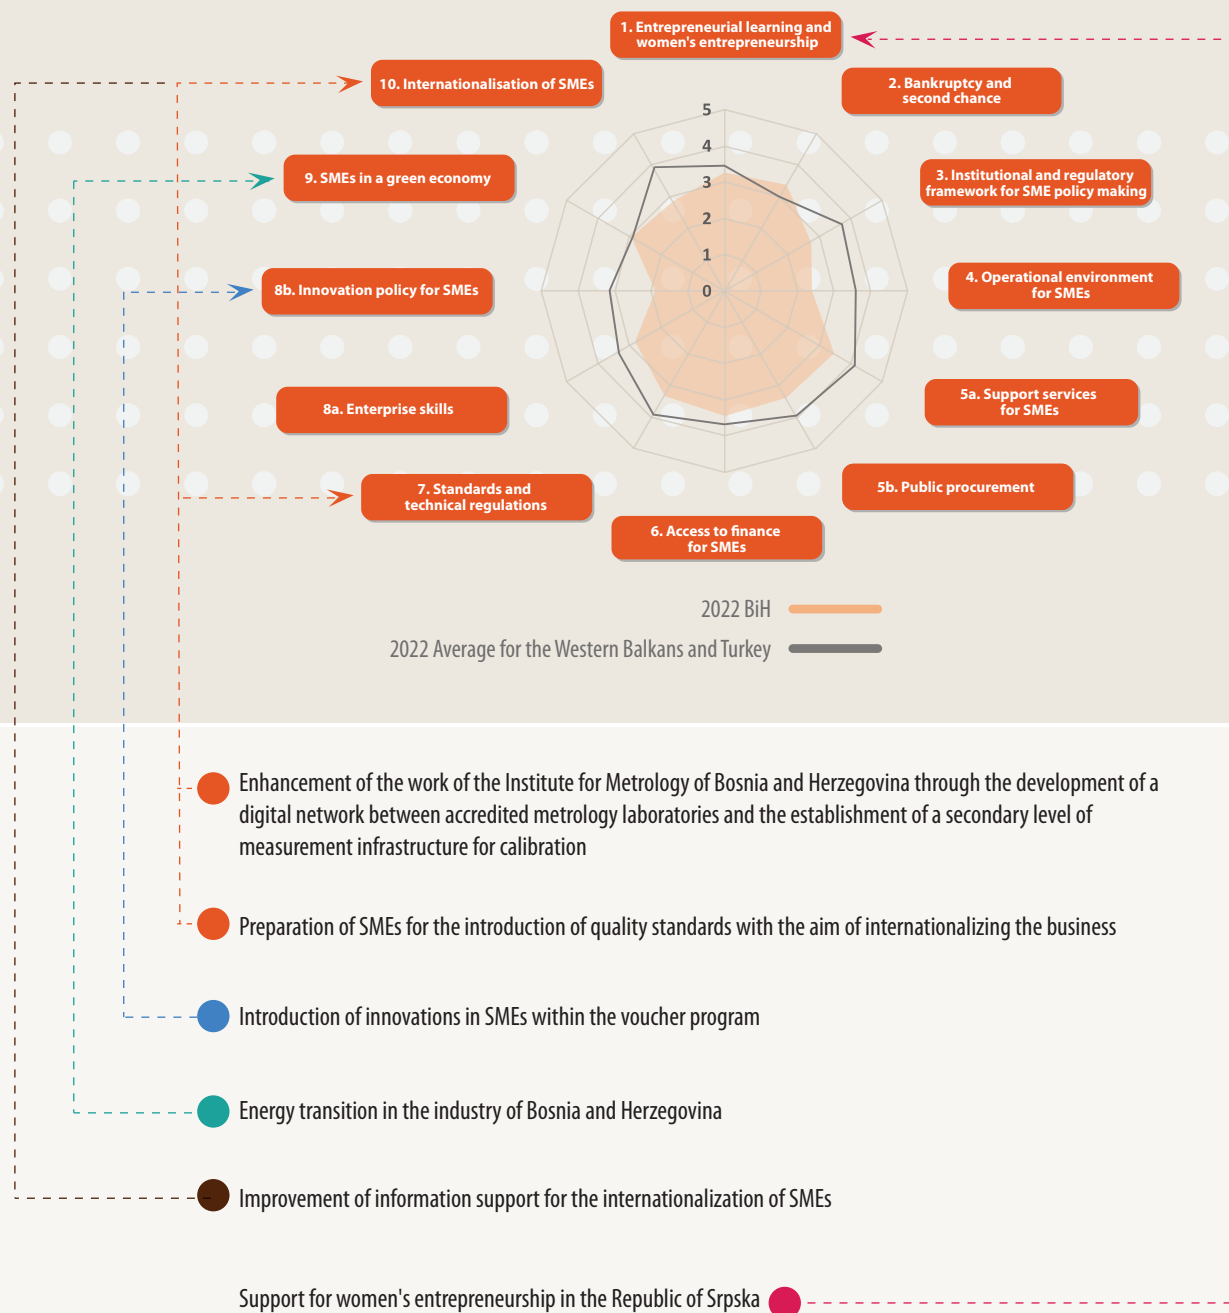 1. Entrepreneurial learning and
women's entrepreneurship
10. Internationalisation of SMEs
2. Bankruptcy and
second chance
9. SMEs in a green economy
3. Institutional and regulatory
framework for SME policy making
8b. Innovation policy for SMEs
4. Operational environment
for SMEs
8a. Enterprise skills
5a. Support services
for SMEs
7. Standards and
technical regulations
5b. Public procurement
6. Access to finance
for SMEs
5
4
3
2
1
0
2022 BiH
2022 Average for the Western Balkans and Turkey
Enhancement of the work of the Institute for Metrology of Bosnia and Herzegovina through the development of a
digital network between accredited metrology laboratories and the establishment of a secondary level of
measurement infrastructure for calibration
Preparation of SMEs for the introduction of quality standards with the aim of internationalizing the business
Introduction of innovations in SMEs within the voucher program
Energy transition in the industry of Bosnia and Herzegovina
Improvement of information support for the internationalization of SMEs
Support for women's entrepreneurship in the Republic of Srpska